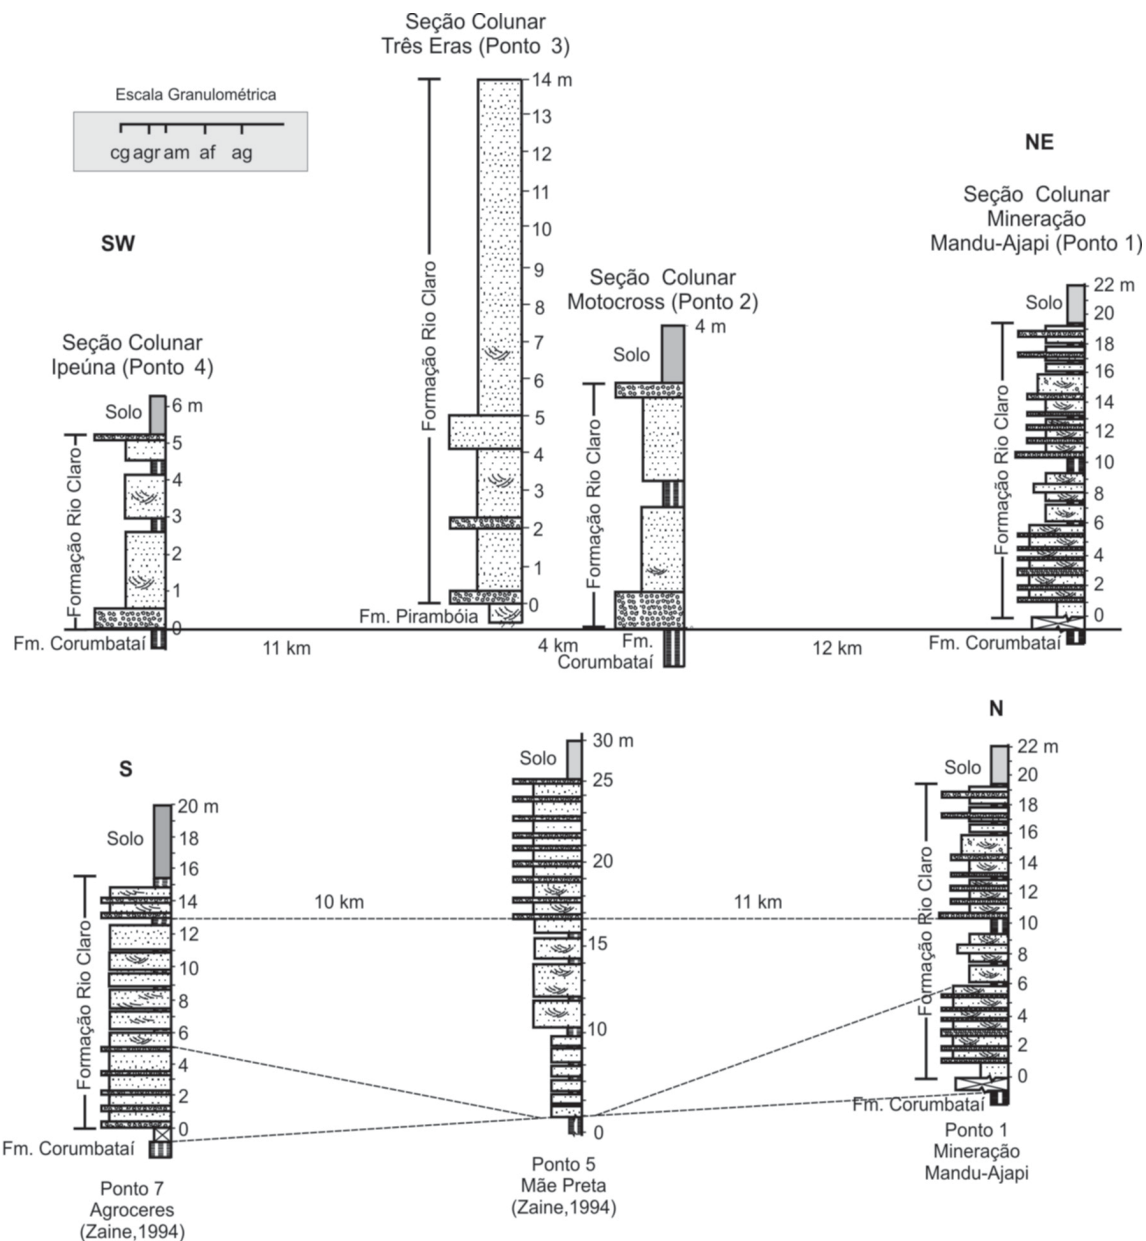 Seção Colunar
Três Eras (Ponto 3)
Escala Granulométrica
cg agr am af ag
SW
NE
Seção Colunar
Ipeúna (Ponto 4)
Solo
6 m
5
4
3
2
1
0
Formação Rio Claro
Fm. Corumbataí
14 m
13
12
11
10
9
8
7
6
5
4
3
2
1
0
Formação Rio Claro
Fm. Pirambóia
Seção Colunar
Motocross (Ponto 2)
4 m
Solo
Formação Rio Claro
Fm.
Corumbataí
Seção Colunar
Mineração
Mandu-Ajapi (Ponto 1)
22 m
Solo
20
18
16
14
12
10
8
6
4
2
0
Formação Rio Claro
Fm. Corumbataí
11 km
4 km
12 km
S
N
20 m
Solo
18
16
14
12
10
8
6
4
2
0
Formação Rio Claro
Fm. Corumbataí
Ponto 7
Agroceres
(Zaine,1994)
10 km
30 m
Solo
25
20
15
10
0
Ponto 5
Mãe Preta
(Zaine,1994)
11 km
22 m
Solo
20
18
16
14
12
10
8
6
4
2
0
Formação Rio Claro
Fm. Corumbataí
Ponto 1
Mineração
Mandu-Ajapi